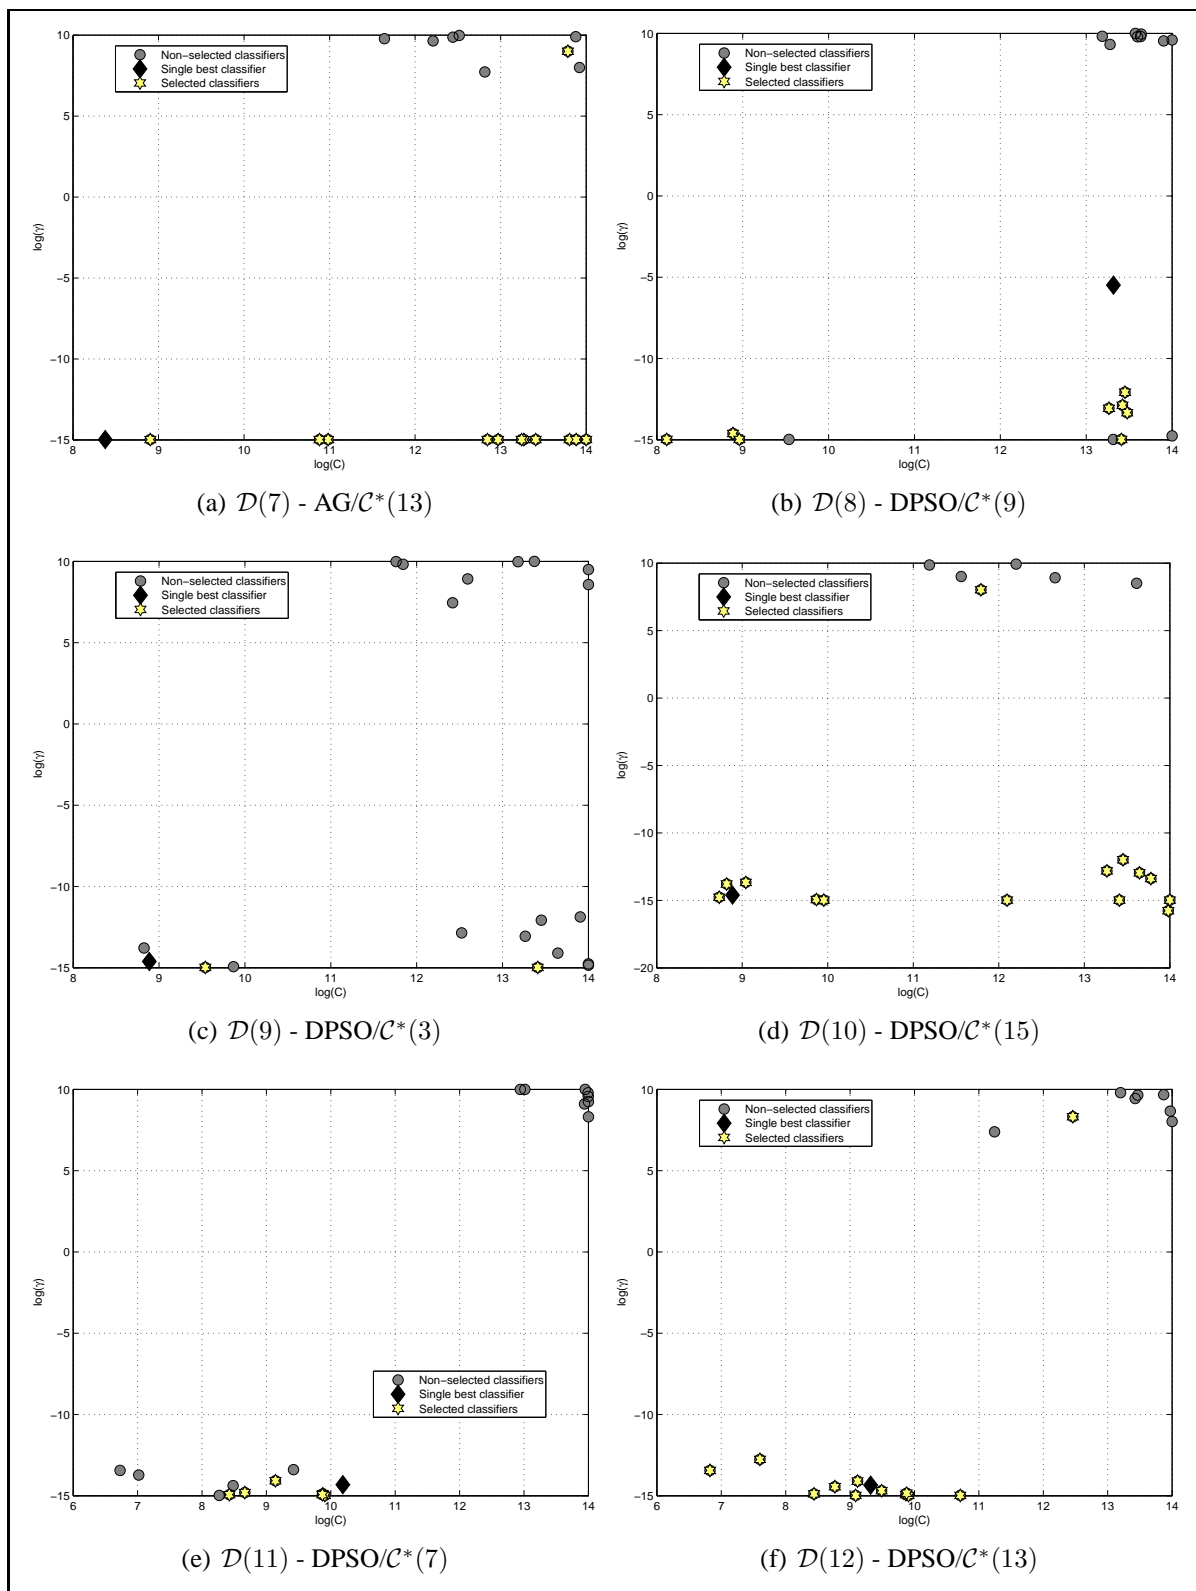 10
5
0
−5
−10
−15
8
9
10
11
12
13
14
log(γ)
log(C)
Non−selected classifiers
Single best classifier
Selected classifiers
(a) 𝒟(7) - AG/𝒞*(13)
10
5
0
−5
−10
−15
8
9
10
11
12
13
14
log(γ)
log(C)
Non−selected classifiers
Single best classifier
Selected classifiers
(b) 𝒟(8) - DPSO/𝒞*(9)
10
5
0
−5
−10
−15
8
9
10
11
12
13
14
log(γ)
log(C)
Non−selected classifiers
Single best classifier
Selected classifiers
(c) 𝒟(9) - DPSO/𝒞*(3)
10
5
0
−5
−10
−15
−20
8
9
10
11
12
13
14
log(γ)
log(C)
Non−selected classifiers
Single best classifier
Selected classifiers
(d) 𝒟(10) - DPSO/𝒞*(15)
10
5
0
−5
−10
−15
6
7
8
9
10
11
12
13
14
log(γ)
log(C)
Non−selected classifiers
Single best classifier
Selected classifiers
(e) 𝒟(11) - DPSO/𝒞*(7)
10
5
0
−5
−10
−15
6
7
8
9
10
11
12
13
14
log(γ)
log(C)
Non−selected classifiers
Single best classifier
Selected classifiers
(f) 𝒟(12) - DPSO/𝒞*(13)